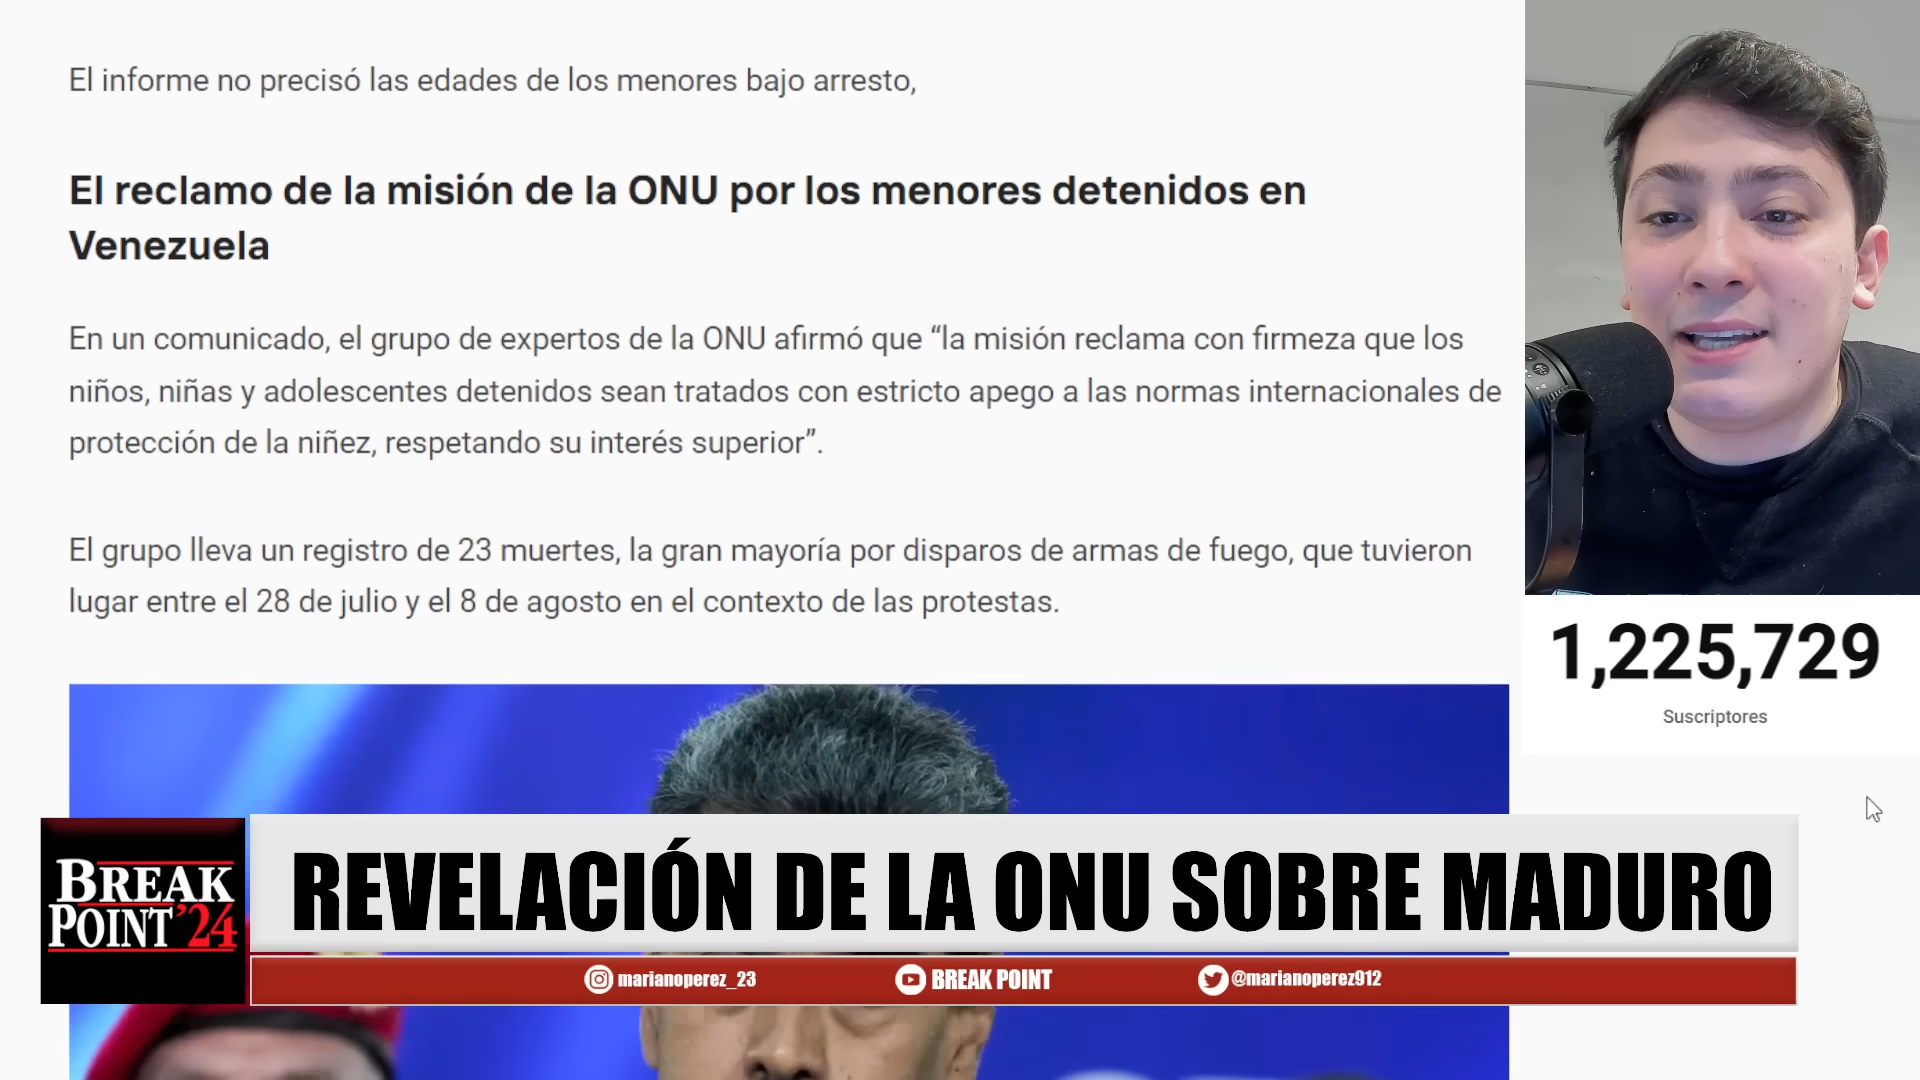 El informe no precisó las edades de los menores bajo arresto,
El reclamo de la misión de la ONU por los menores detenidos en
Venezuela
En un comunicado, el grupo de expertos de la ONU afirmó que “la misión reclama con firmeza que los
niños, niñas y adolescentes detenidos sean tratados con estricto apego a las normas internacionales de
protección de la niñez, respetando su interés superior”.
El grupo lleva un registro de 23 muertes, la gran mayoría por disparos de armas de fuego, que tuvieron
lugar entre el 28 de julio y el 8 de agosto en el contexto de las protestas.
1,225,729
Suscriptores
BREAK
POINT '24
REVELACIÓN DE LA ONU SOBRE MADURO
marianoperez_23
BREAK POINT
@marianoperez912